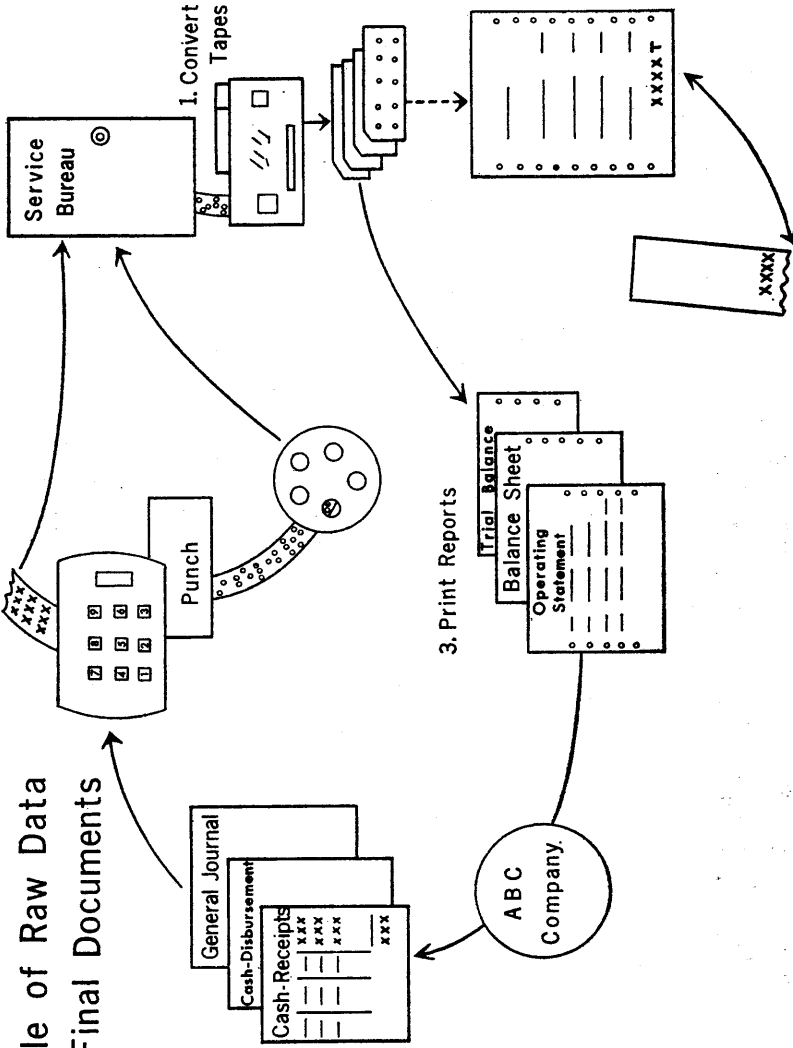 le of Raw Data
Final Documents
General Journal
Cash-Disbursement
Cash-Receipts
xxx
xxx
xxx
xxx
ABC
Company.
xxx
xxx
xxx
7 8 9
4 5 6
1 2 3
Punch
Service
Bureau
1. Convert
Tapes
xxxx T
xxxx
3. Print Reports
Trial Balance
Balance Sheet
Operating
Statement